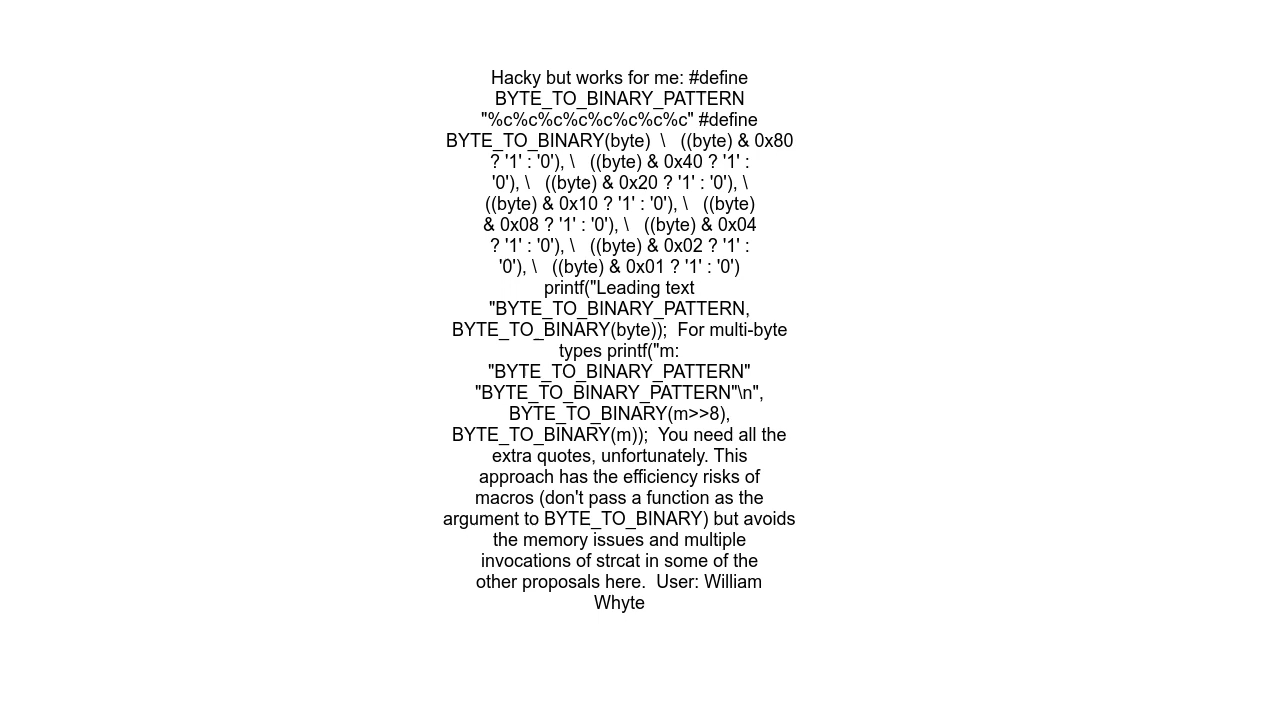 Hacky but works for me: #define
BYTE_TO_BINARY_PATTERN
"%c%c%c%c%c%c%c%c" #define
BYTE_TO_BINARY(byte)  \   ((byte) & 0x80
? '1' : '0'), \   ((byte) & 0x40 ? '1' :
'0'), \   ((byte) & 0x20 ? '1' : '0'), \
((byte) & 0x10 ? '1' : '0'), \   ((byte)
& 0x08 ? '1' : '0'), \   ((byte) & 0x04
? '1' : '0'), \   ((byte) & 0x02 ? '1' :
'0'), \   ((byte) & 0x01 ? '1' : '0')
printf("Leading text
"BYTE_TO_BINARY_PATTERN,
BYTE_TO_BINARY(byte));  For multi-byte
types printf("m:
"BYTE_TO_BINARY_PATTERN"
"BYTE_TO_BINARY_PATTERN"\n",
BYTE_TO_BINARY(m>>8),
BYTE_TO_BINARY(m));  You need all the
extra quotes, unfortunately. This
approach has the efficiency risks of
macros (don't pass a function as the
argument to BYTE_TO_BINARY) but avoids
the memory issues and multiple
invocations of strcat in some of the
other proposals here.  User: William
Whyte